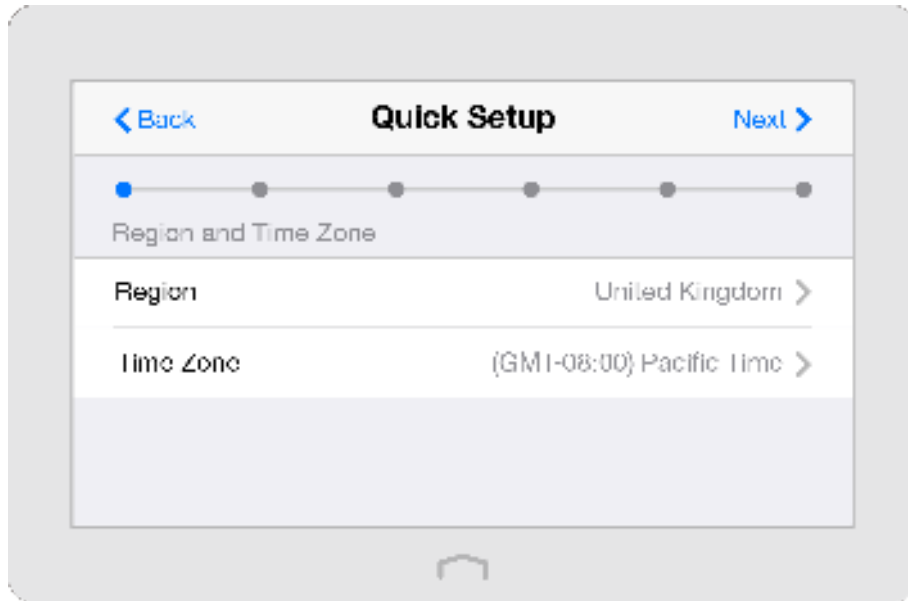 Back Quick Setup Next
Region and Time Zone
Region United Kingdom
Time Zone (GMT-08:00) Pacific Time